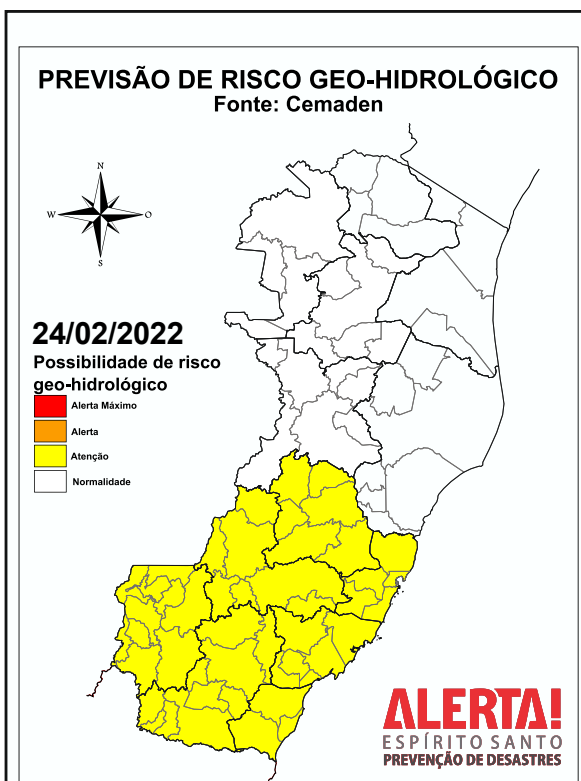 PREVISÃO DE RISCO GEO-HIDROLÓGICO
Fonte: Cemaden
N
W
O
S
24/02/2022
Possibilidade de risco
geo-hidrológico
Alerta Máximo
Alerta
Atenção
Normalidade
ALERTA!
ESPÍRITO SANTO
PREVENÇÃO DE DESASTRES